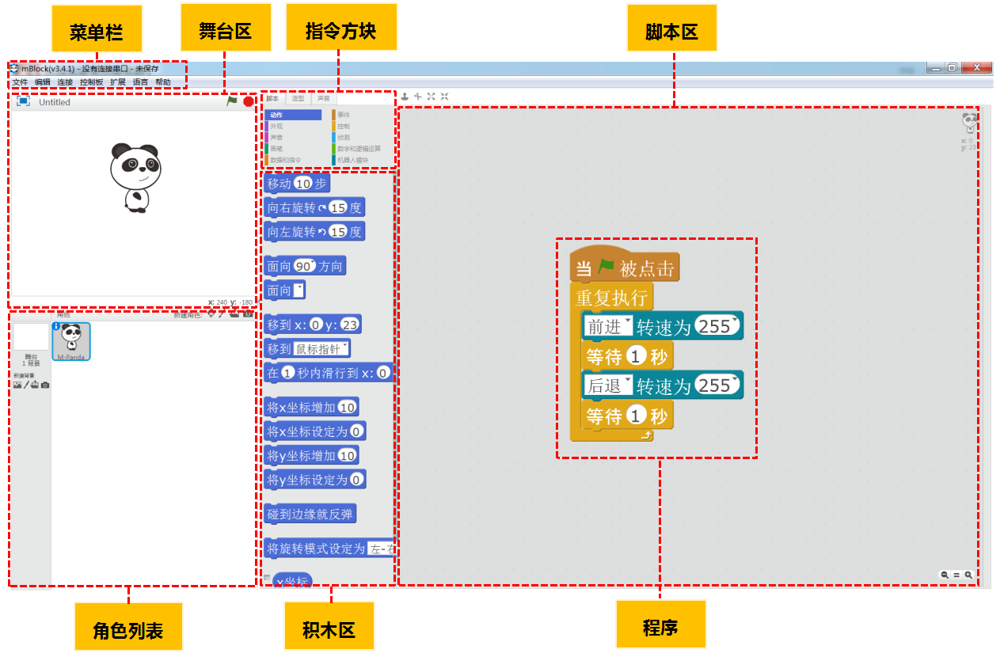 菜单栏
舞台区
指令方块
脚本区
mBlock(v3.4.1) - 没有连接串口 - 未保存
文件 编辑 连接 控制板 扩展 语言 帮助
Untitled
脚本 造型 声音
动作 事件
外观 控制
声音 侦测
画笔 数字和逻辑运算
数据和指令 机器人模块
x: 0
y: 23
移动 10 步
向右旋转 15 度
向左旋转 15 度
面向 90 方向
面向
移到 x: 0 y: 23
移到 鼠标指针
在 1 秒内滑行到 x: 0
将x坐标增加 10
将x坐标设定为 0
将y坐标增加 10
将y坐标设定为 0
碰到边缘就反弹
将旋转模式设定为 左-右
x坐标
当 被点击
重复执行
前进 转速为 255
等待 1 秒
后退 转速为 255
等待 1 秒
x: 240 y: -180
角色 新建角色:
M-Panda
舞台
1 背景
新建背景
角色列表
积木区
程序